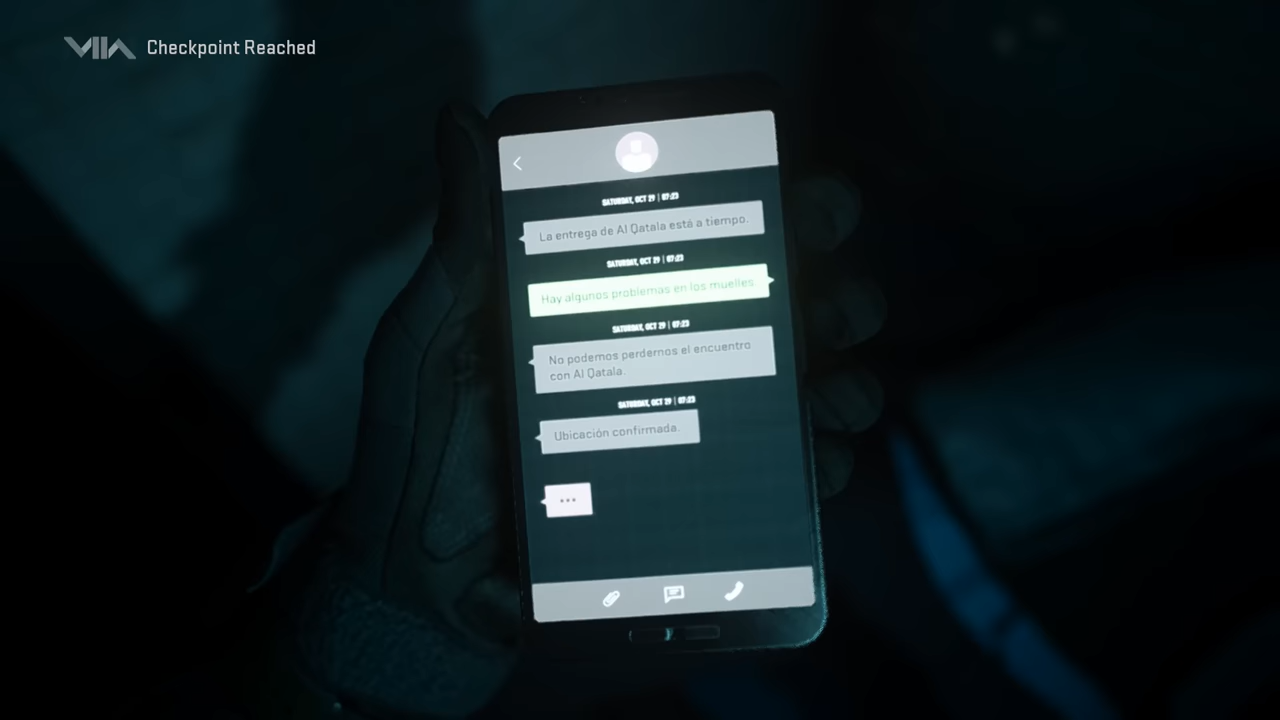 VIIA Checkpoint Reached
SATURDAY, OCT 29 | 07:23
La entrega de Al Qatala está a tiempo.
SATURDAY, OCT 29 | 07:23
Hay algunos problemas en los muelles.
SATURDAY, OCT 29 | 07:23
No podemos perdernos el encuentro
con Al Qatala.
SATURDAY, OCT 29 | 07:23
Ubicación confirmada.
...